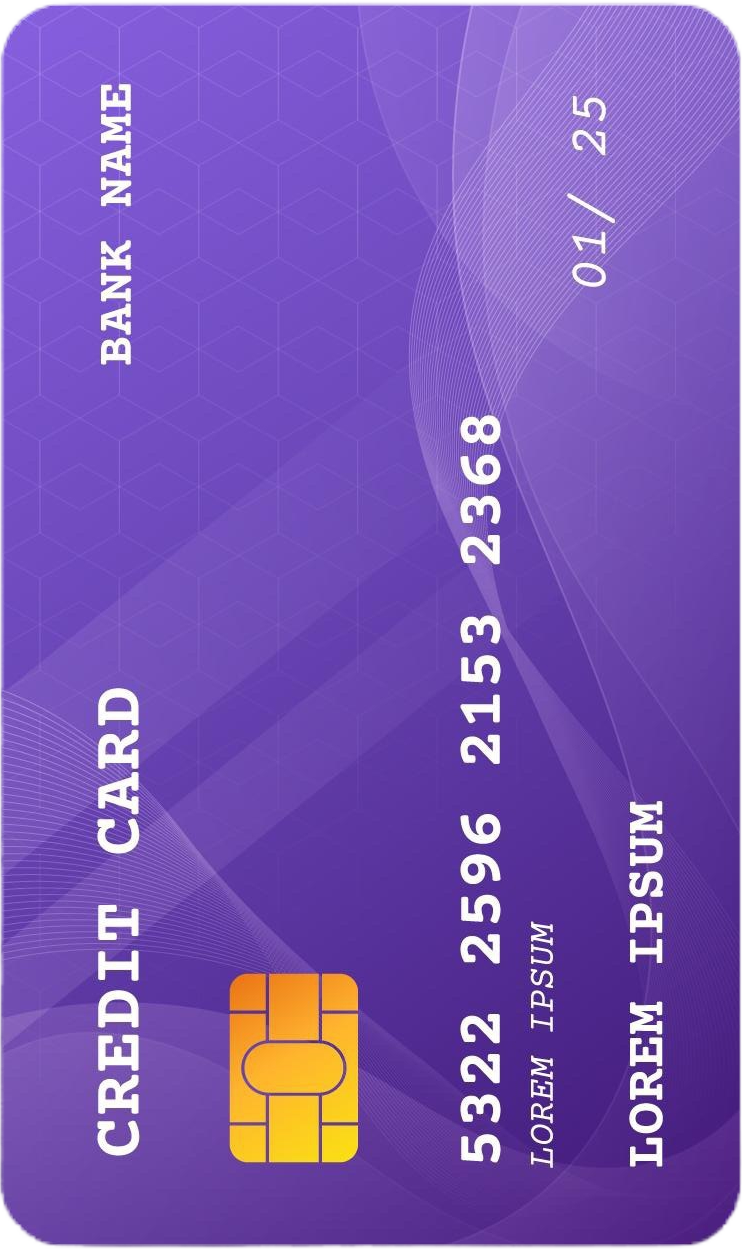 CREDIT CARD
BANK NAME
5322 2596 2153 2368
LOREM IPSUM
01/ 25
LOREM IPSUM